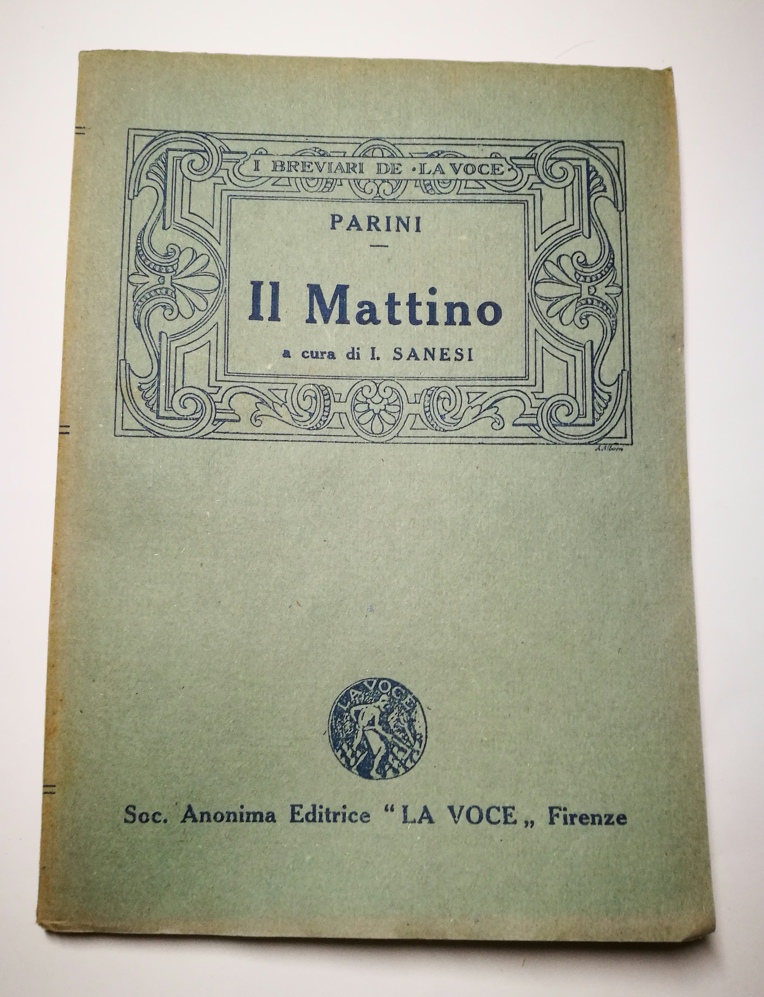 I BREVIARI DE · LA VOCE ·
PARINI
Il Mattino
a cura di I. SANESI
LA VOCE
Soc. Anonima Editrice “ LA VOCE „ Firenze